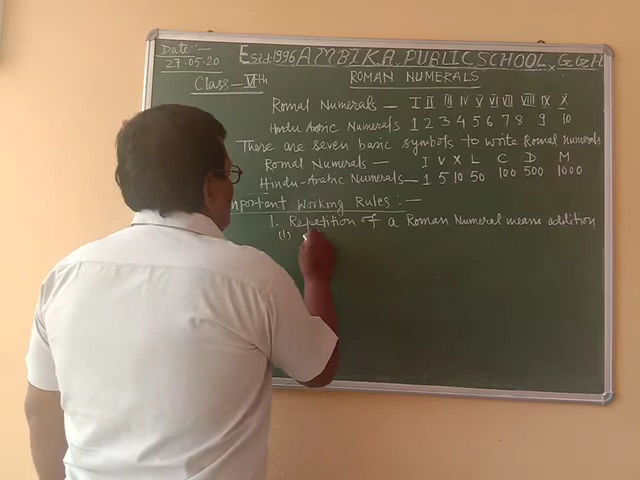 Date:-
27.05.20
Estd. 1996 AMBIKA PUBLIC SCHOOL,
Class - VIth
ROMAN NUMERALS
Romal Numerals - I II III IV V VI VII VIII IX X
Hindu Arabic Numerals 1 2 3 4 5 6 7 8 9 10
There are seven basic symbols to write Romal numerals
Romal Numerals - I V X L C D M
Hindu-Arabic Numerals - 1 5 10 50 100 500 1000
mportant Working Rules:-
1. Repetition of a Roman Numeral means addition
(1)